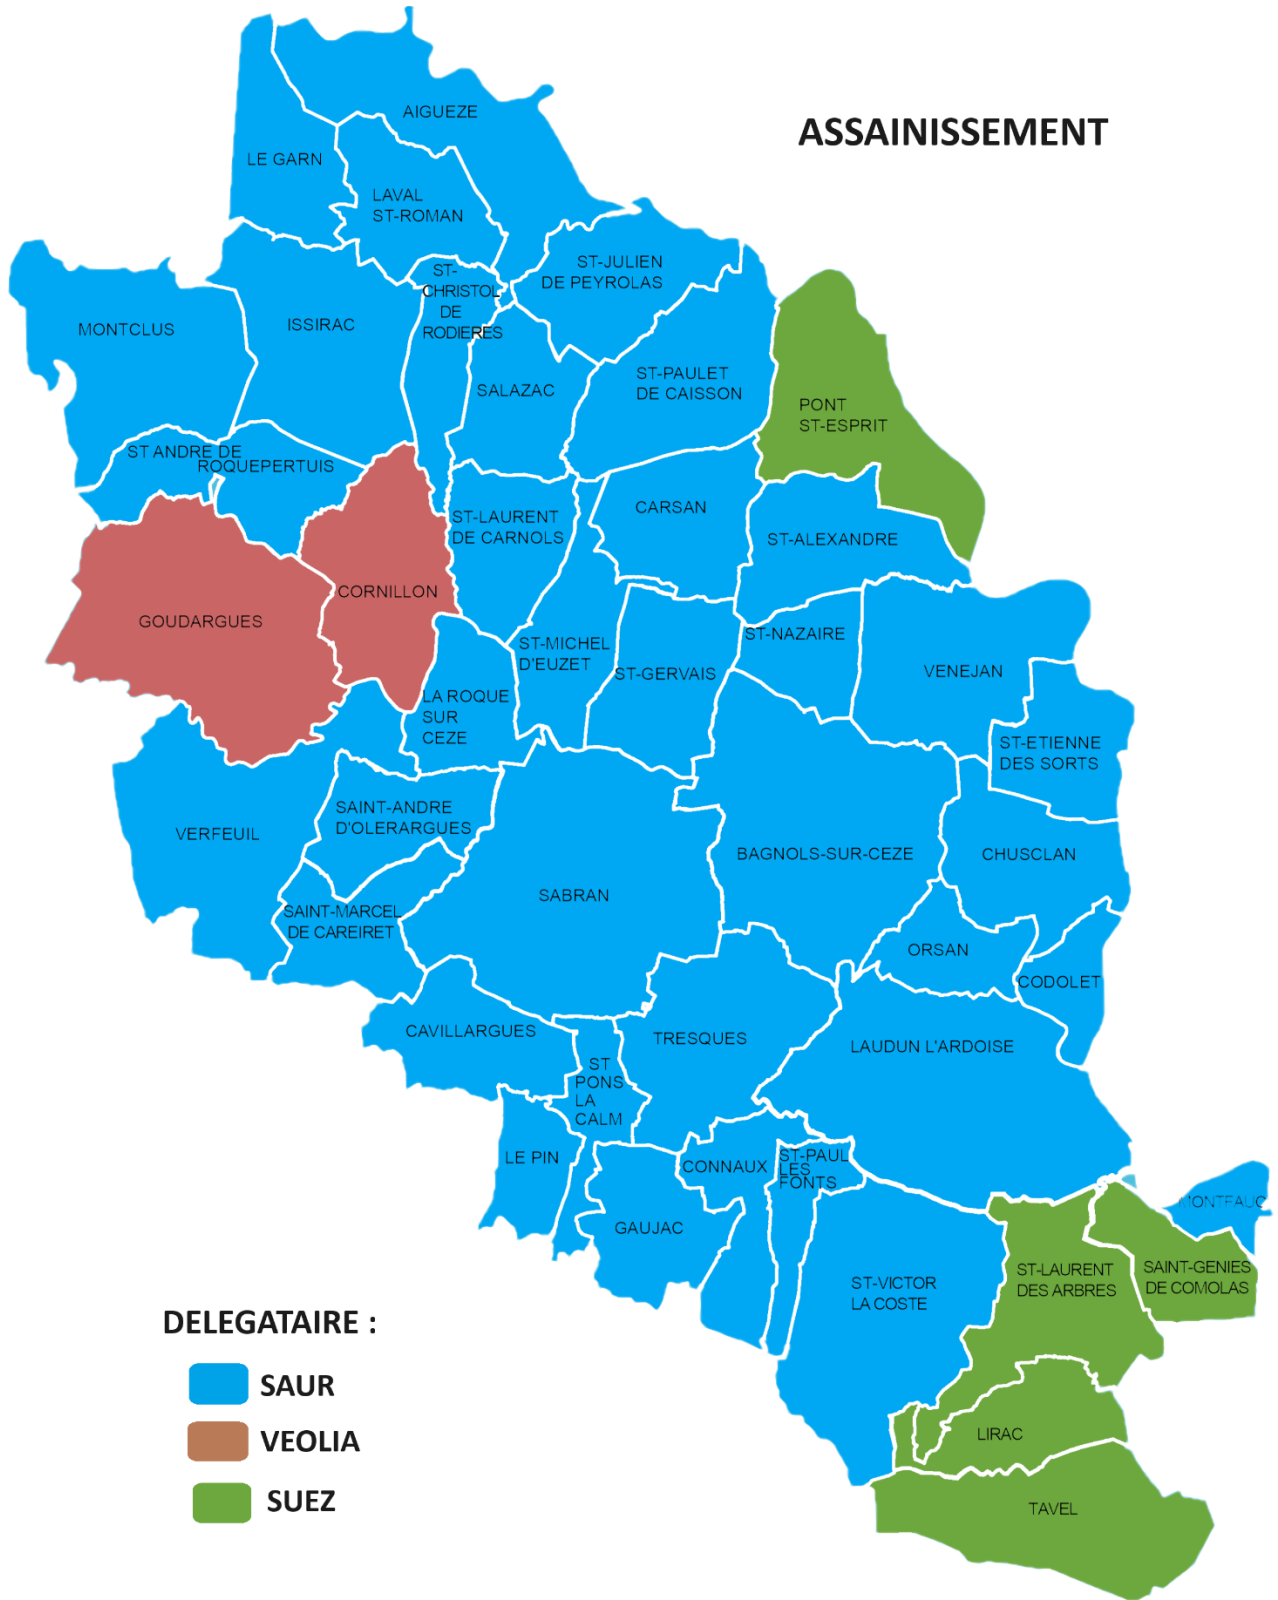 ASSAINISSEMENT
AIGUEZE
LE GARN
LAVAL
ST-ROMAN
ST-JULIEN
DE PEYROLAS
ST-
CHRISTOL
DE
RODIERES
MONTCLUS
ISSIRAC
SALAZAC
ST-PAULET
DE CAISSON
PONT
ST-ESPRIT
ST ANDRE DE
ROQUEPERTUIS
ST-LAURENT
DE CARNOLS
CARSAN
ST-ALEXANDRE
CORNILLON
GOUDARGUES
ST-MICHEL
D'EUZET
ST-NAZAIRE
ST-GERVAIS
VENEJAN
LA ROQUE
SUR
CEZE
ST-ETIENNE
DES SORTS
SAINT-ANDRE
D'OLERARGUES
VERFEUIL
BAGNOLS-SUR-CEZE
CHUSCLAN
SABRAN
SAINT-MARCEL
DE CAREIRET
ORSAN
CODOLET
CAVILLARGUES
TRESQUES
LAUDUN L'ARDOISE
ST
PONS
LA
CALM
LE PIN
CONNAUX
ST-PAUL
LES
FONTS
GAUJAC
MONTFAUC
ST-LAURENT
DES ARBRES
SAINT-GENIES
DE COMOLAS
ST-VICTOR
LA COSTE
LIRAC
TAVEL
DELEGATAIRE :
SAUR
VEOLIA
SUEZ